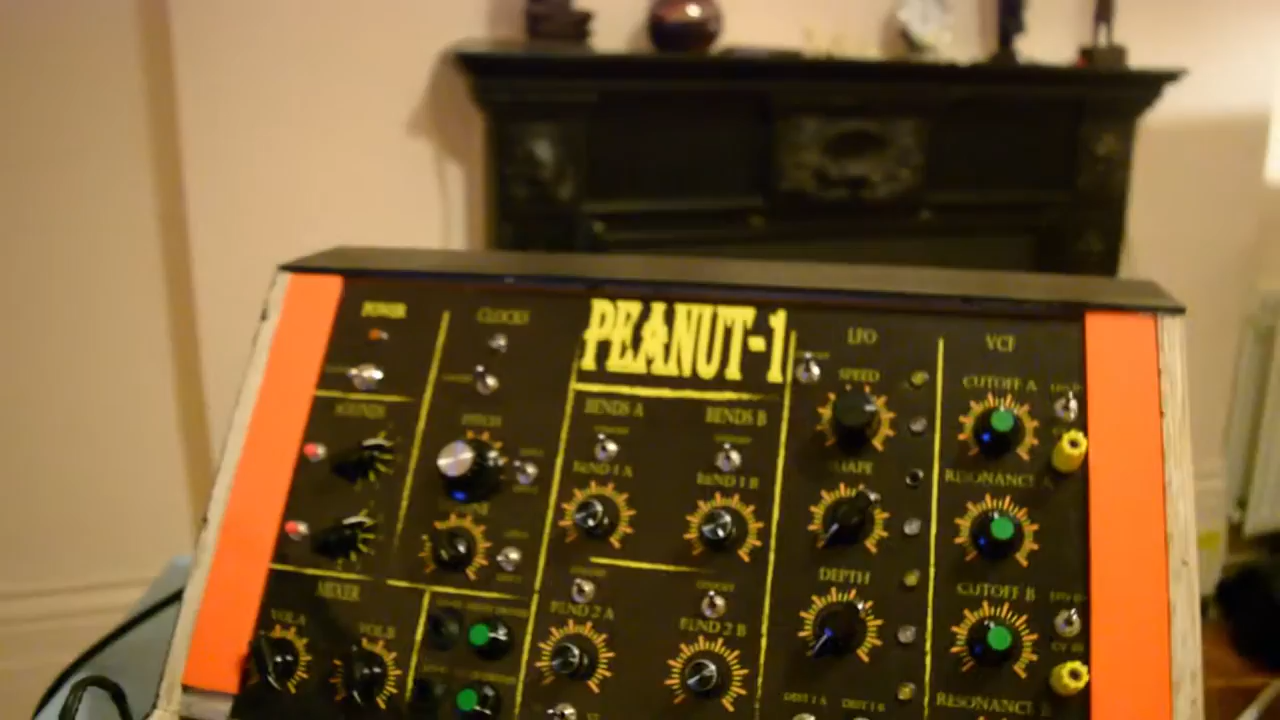 POWER
CLOCKS
PEANUT-1
LFO
VCF
SPEED
CUTOFF A
SOUNDS
BENDS A
BENDS B
PITCH
BEND 1 A
BEND 1 B
SHAPE
RESONANCE A
DEPTH
CUTOFF B
MIXER
VOL A
VOL B
BEND 2 A
BEND 2 B
DIST 1 A
DIST 1 B
RESONANCE